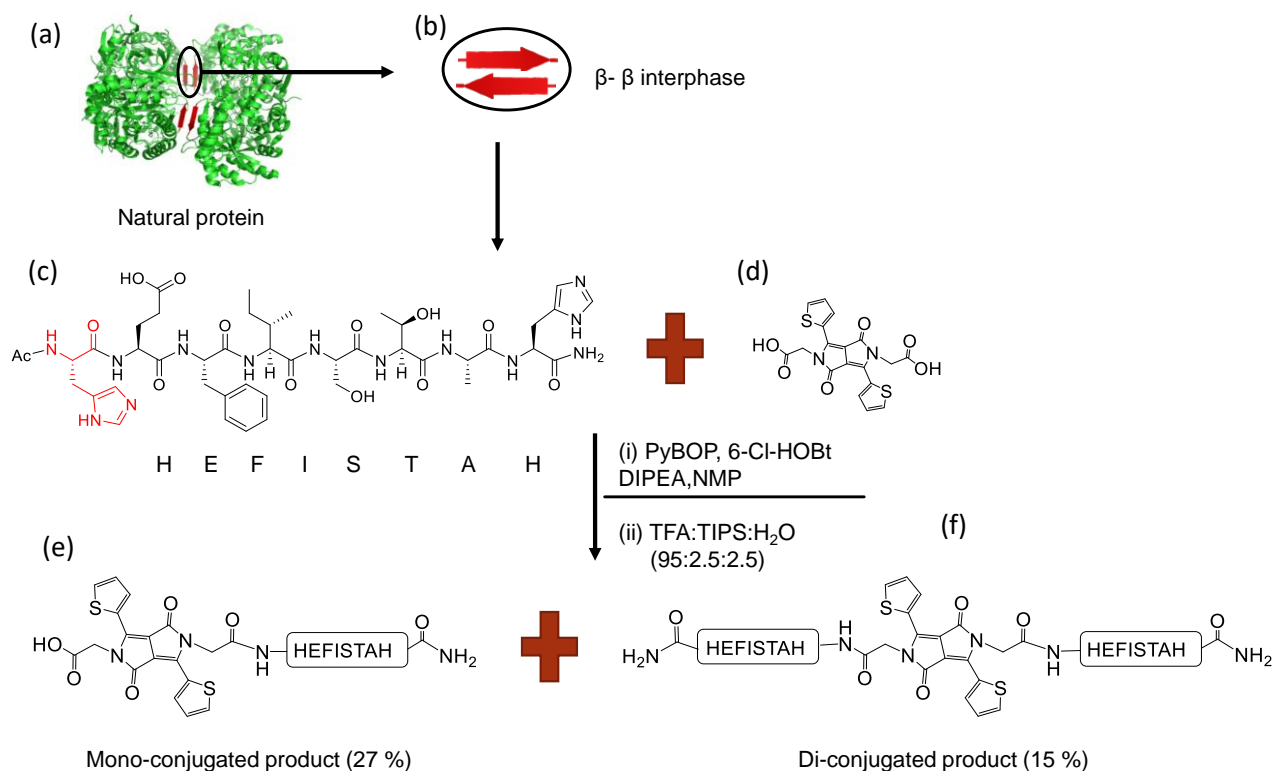 (a)
(b)
β- β interphase
Natural protein
(c)
(d)
HO
O
N
NH
O
H
N
O
H
N
O
OH
H
N
O
Ac
N
H
O
N
H
O
N
H
O
N
H
O
NH2
HN
N
OH
H
H
S
O
HO
O
N
N
O
OH
O
S
H E F I S T A H
(i) PyBOP, 6-Cl-HOBt
DIPEA,NMP
(ii) TFA:TIPS:H₂O
(95:2.5:2.5)
(e)
(f)
S
O
HO
O
N
N
O
O
N
H
HEFISTAH
O
NH₂
S
O
H₂N
HEFISTAH
H
N
O
S
O
N
N
O
O
N
H
HEFISTAH
O
NH₂
S
Mono-conjugated product (27 %)
Di-conjugated product (15 %)